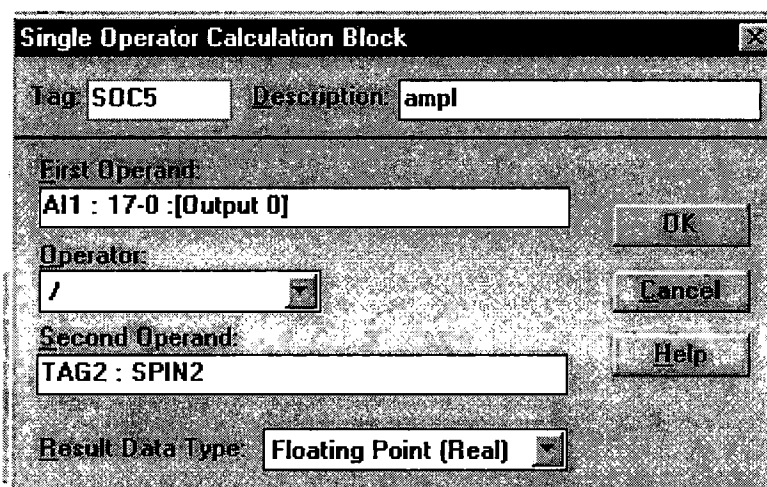 Single Operator Calculation Block
Tag: SOC5 Description: ampl
First Operand:
AI1 : 17-0 :[Output 0]
OK
Operator:
/
Cancel
Second Operand:
Help
TAG2 : SPIN2
Result Data Type: Floating Point (Real)